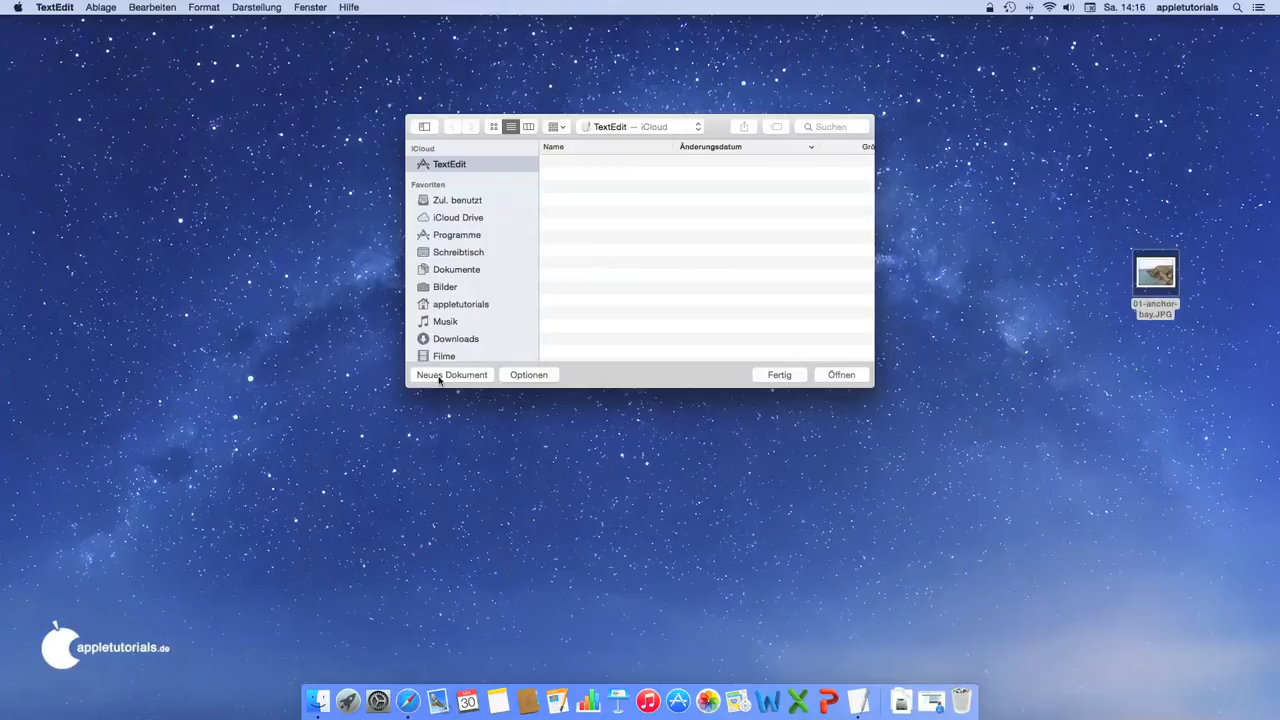 TextEdit Ablage Bearbeiten Format Darstellung Fenster Hilfe Sa. 14:16 appletutorials
TextEdit — iCloud Suchen
iCloud Name Änderungsdatum Grö
TextEdit
Favoriten
Zul. benutzt
iCloud Drive
Programme
Schreibtisch
Dokumente
Bilder
appletutorials
Musik
Downloads
Filme
Neues Dokument Optionen Fertig Öffnen
01-anchor-
bay.JPG
appletutorials.de
30